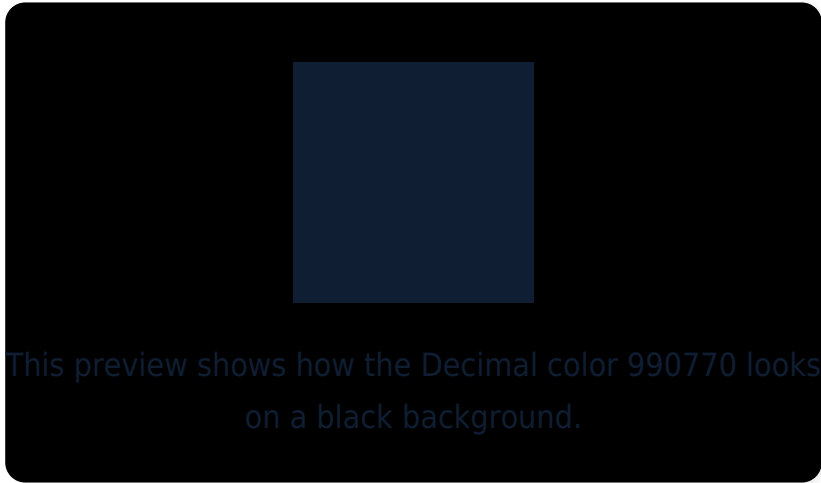 This preview shows how the Decimal color 990770 looks
on a black background.